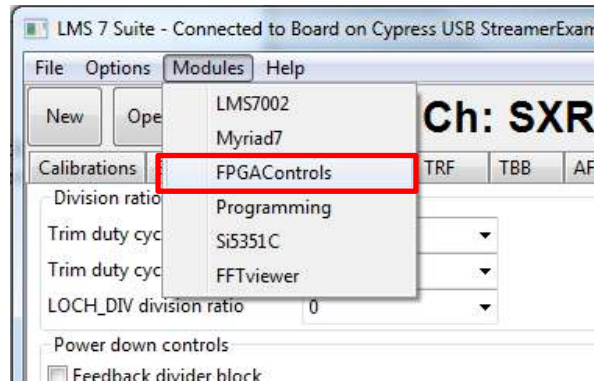 LMS 7 Suite - Connected to Board on Cypress USB StreamerExam
File Options Modules Help
New Ope Ch: SXR
LMS7002
Myriad7
Calibrations FPGAControls TRF TBB AF
Division ratio Programming
Trim duty cyc Si5351C
Trim duty cyc FFTviewer
LOCH_DIV division ratio 0
Power down controls
Feedback divider block